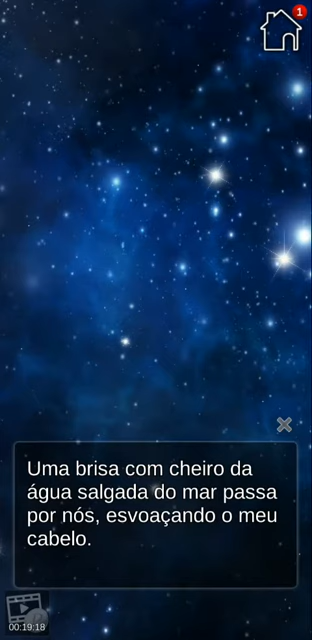 1
Uma brisa com cheiro da
água salgada do mar passa
por nós, esvoaçando o meu
cabelo.
00:19:18